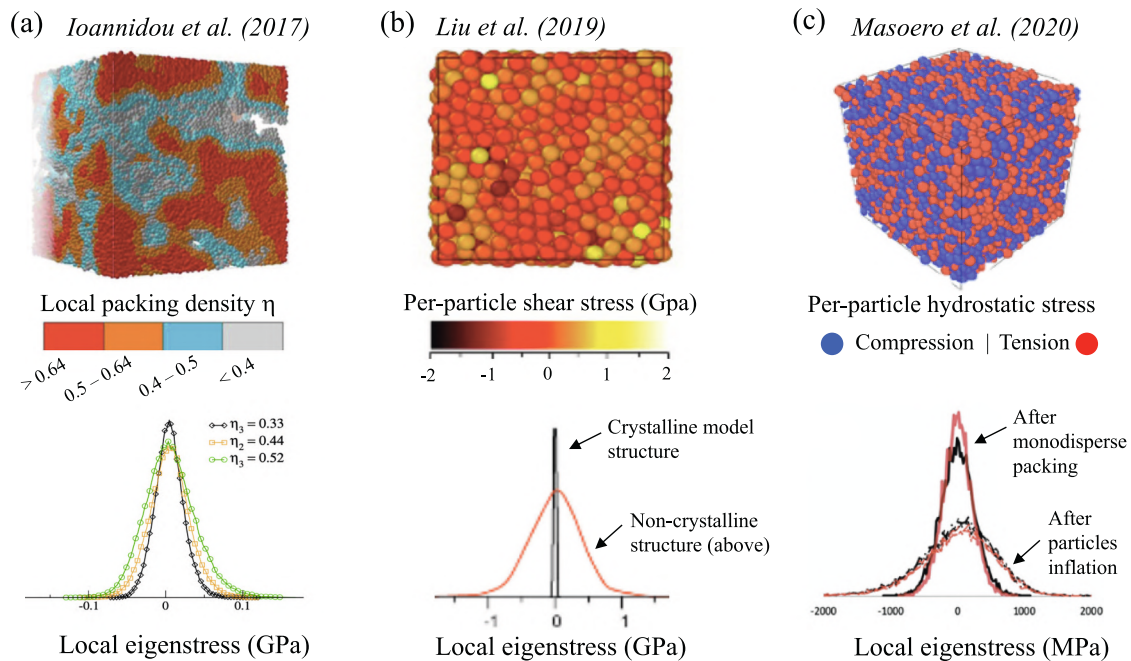 (a) Ioannidou et al. (2017)
Local packing density η
> 0.64
0.5 – 0.64
0.4 – 0.5
< 0.4
η₃ = 0.33
η₂ = 0.44
η₃ = 0.52
-0.1 0 0.1
Local eigenstress (GPa)
(b) Liu et al. (2019)
Per-particle shear stress (Gpa)
-2 -1 0 1 2
Crystalline model
structure
Non-crystalline
structure (above)
-1 0 1
Local eigenstress (GPa)
(c) Masoero et al. (2020)
Per-particle hydrostatic stress
Compression | Tension
After
monodisperse
packing
After
particles
inflation
-2000 -1000 0 1000 2000
Local eigenstress (MPa)